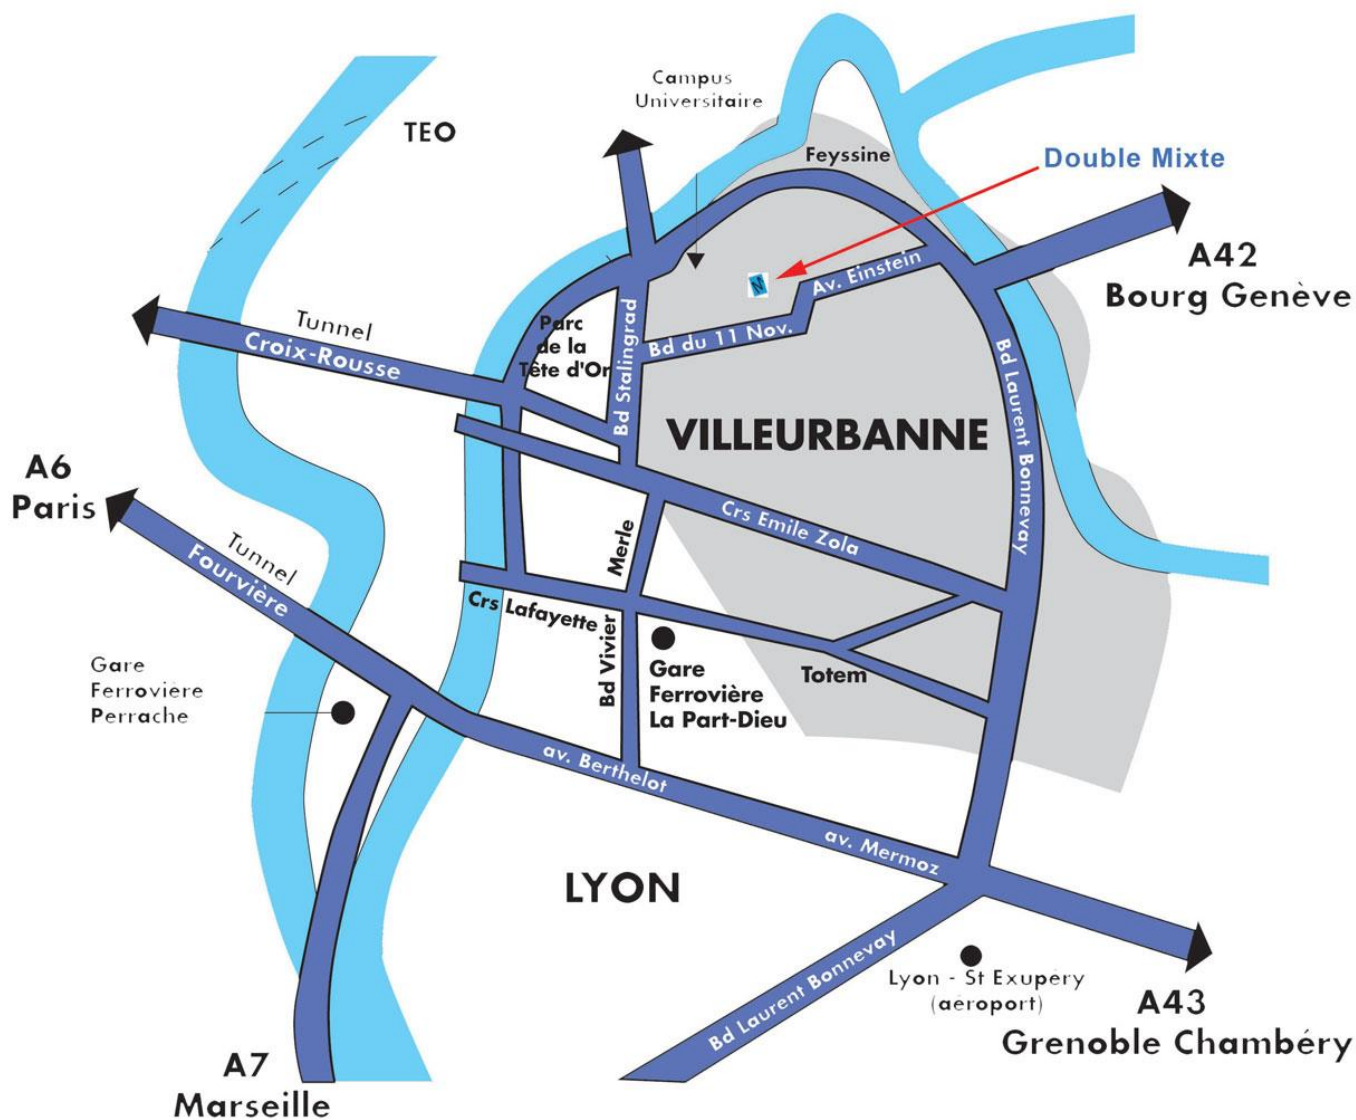 Campus
Universitaire
TEO
Feyssine
Double Mixte
A42
Bourg Genève
Av. Einstein
Bd du 11 Nov.
Tunnel
Croix-Rousse
Parc
de la
Tête d'Or
Bd Stalingrad
Bd Laurent Bonnevay
VILLEURBANNE
A6
Paris
Tunnel
Fourvière
Crs Emile Zola
Merle
Crs Lafayette
Bd Vivier
Gare
Ferrovière
La Part-Dieu
Totem
Gare
Ferrovière
Perrache
av. Berthelot
av. Mermoz
LYON
Bd Laurent Bonnevay
Lyon - St Exupéry
(aéroport)
A43
Grenoble Chambéry
A7
Marseille